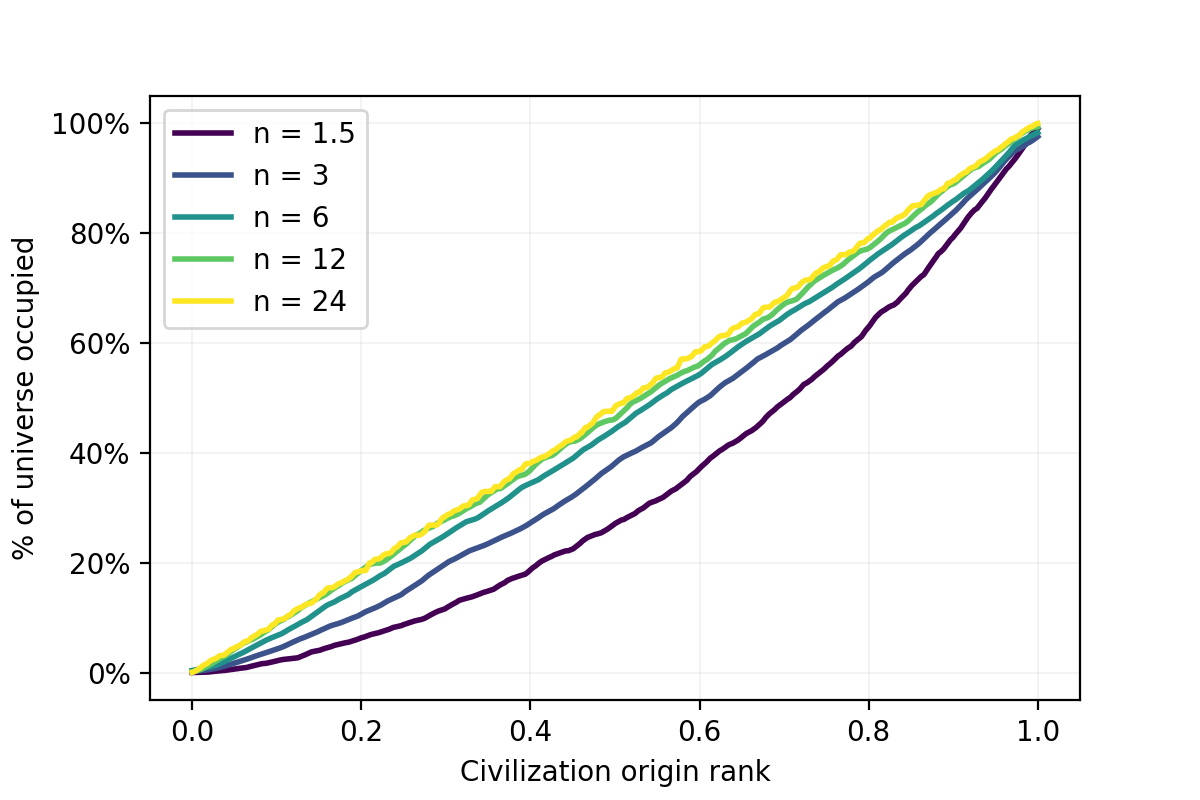 100%
80%
60%
40%
20%
0%
% of universe occupied
n = 1.5
n = 3
n = 6
n = 12
n = 24
0.0 0.2 0.4 0.6 0.8 1.0
Civilization origin rank